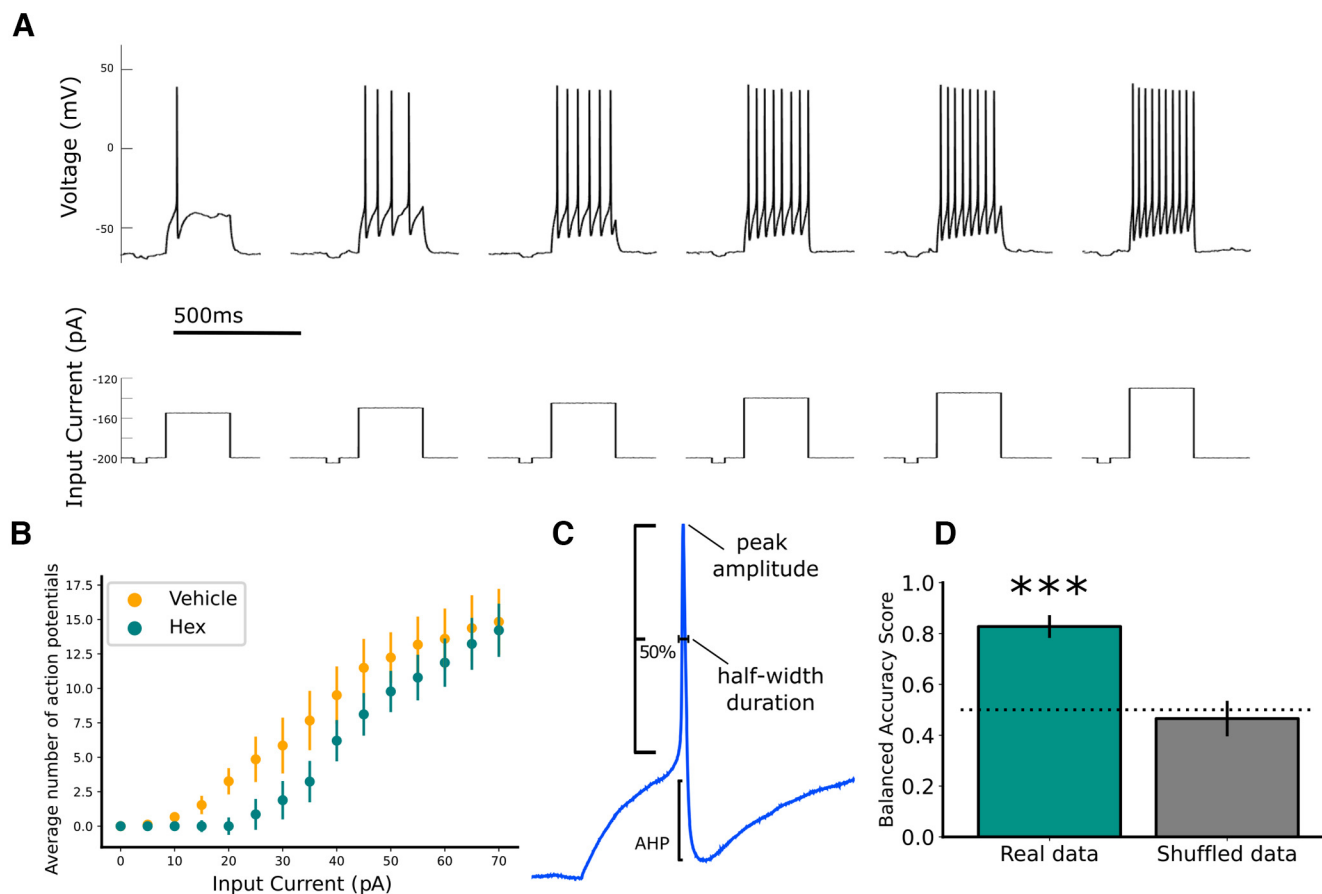 A
Voltage (mV)
50
0
-50
500ms
Input Current (pA)
-120
-160
-200
B
Average number of action potentials
17.5
15.0
12.5
10.0
7.5
5.0
2.5
0.0
Vehicle
Hex
0 10 20 30 40 50 60 70
Input Current (pA)
C
peak
amplitude
50%
half-width
duration
AHP
D
Balanced Accuracy Score
1.0
0.8
0.6
0.4
0.2
0.0
***
Real data Shuffled data